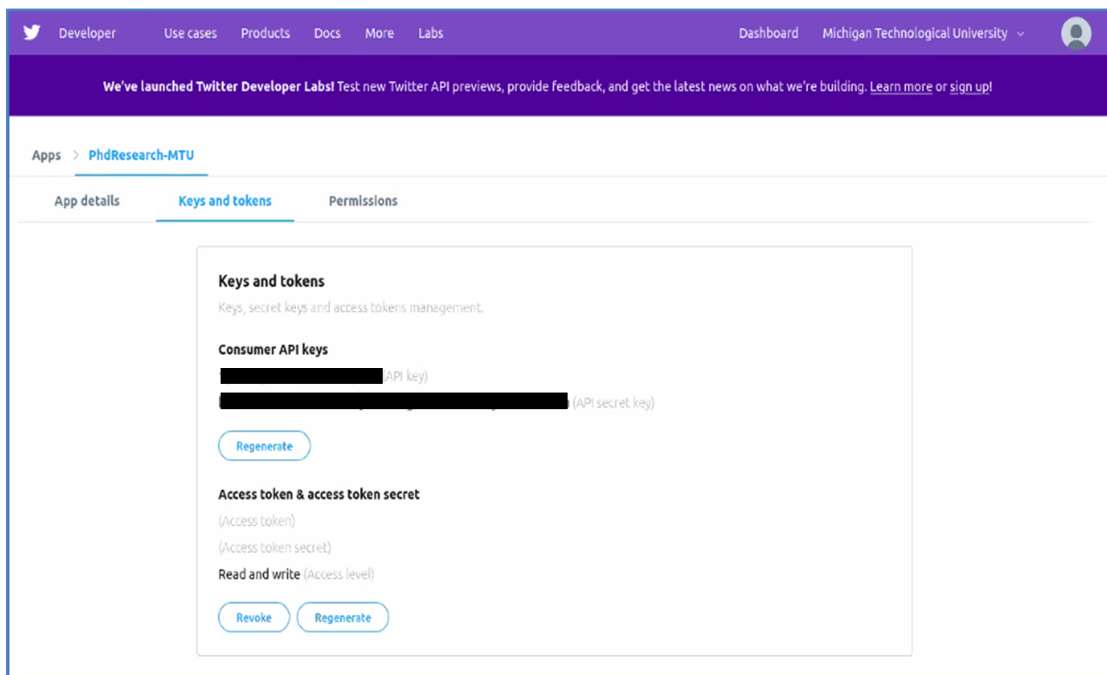 Developer Use cases Products Docs More Labs Dashboard Michigan Technological University
We've launched Twitter Developer Labs! Test new Twitter API previews, provide feedback, and get the latest news on what we're building. Learn more or sign up!
Apps > PhdResearch-MTU
App details Keys and tokens Permissions
Keys and tokens
Keys, secret keys and access tokens management.
Consumer API keys
(API key)
(API secret key)
Regenerate
Access token & access token secret
(Access token)
(Access token secret)
Read and write (Access level)
Revoke Regenerate